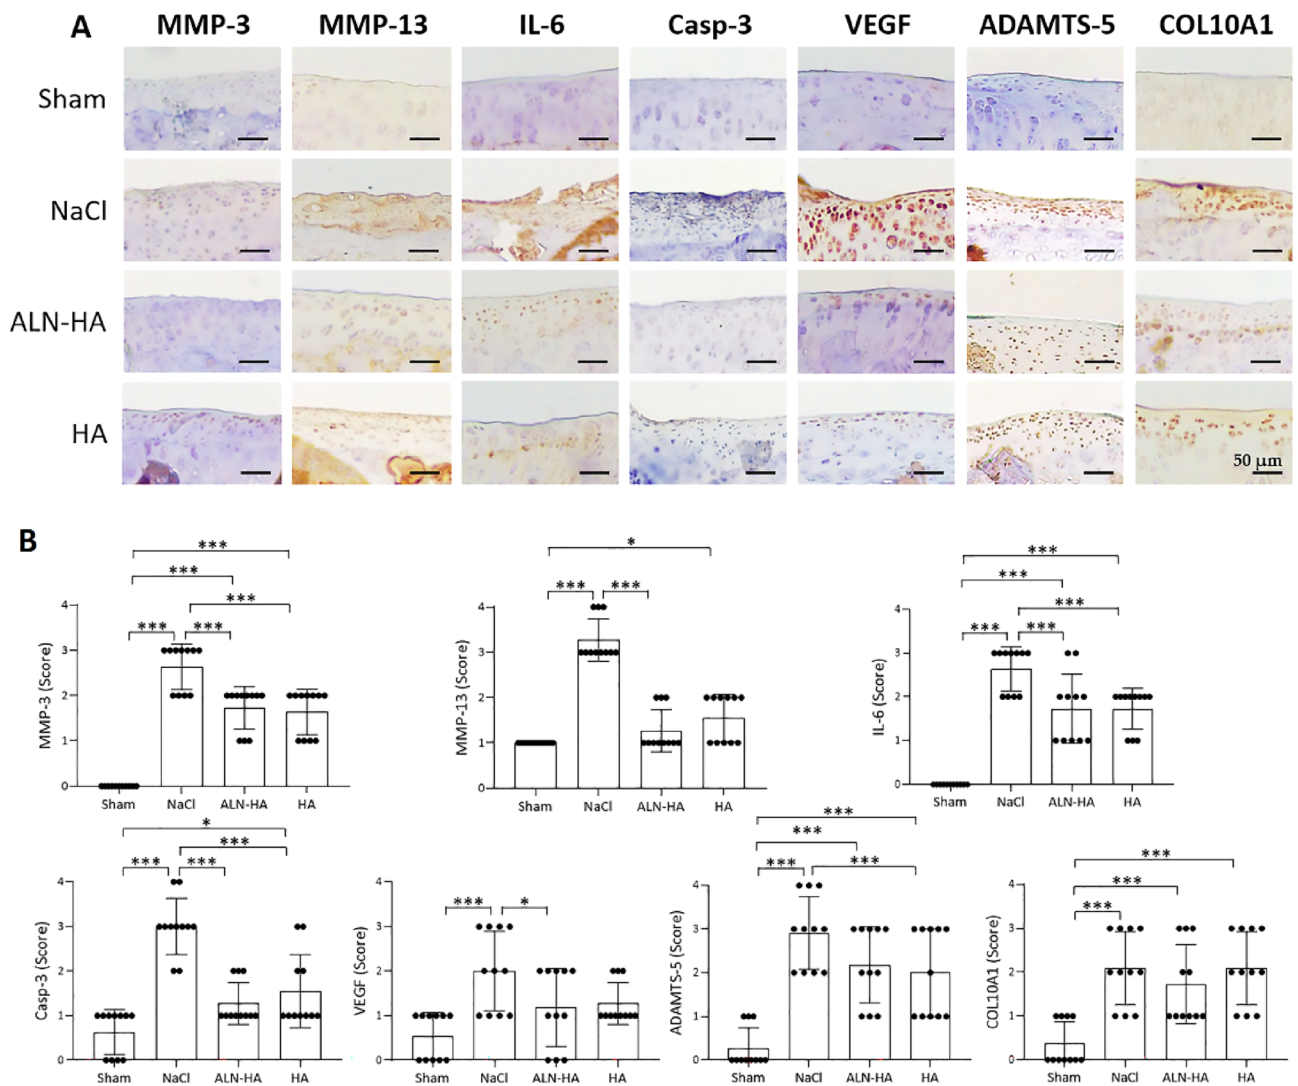 A MMP-3 MMP-13 IL-6 Casp-3 VEGF ADAMTS-5 COL10A1
Sham
NaCl
ALN-HA
HA
50 µm
B
***
***
***
*** ***
4
3
2
1
0
MMP-3 (Score)
Sham NaCl ALN-HA HA
*
*** ***
4
3
2
1
0
MMP-13 (Score)
Sham NaCl ALN-HA HA
***
***
***
*** ***
4
3
2
1
0
IL-6 (Score)
Sham NaCl ALN-HA HA
*
***
*** ***
4
3
2
1
0
Casp-3 (Score)
Sham NaCl ALN-HA HA
*** *
4
3
2
1
0
VEGF (Score)
Sham NaCl ALN-HA HA
***
***
*** ***
4
3
2
1
0
ADAMTS-5 (Score)
Sham NaCl ALN-HA HA
***
***
***
4
3
2
1
0
COL10A1 (Score)
Sham NaCl ALN-HA HA